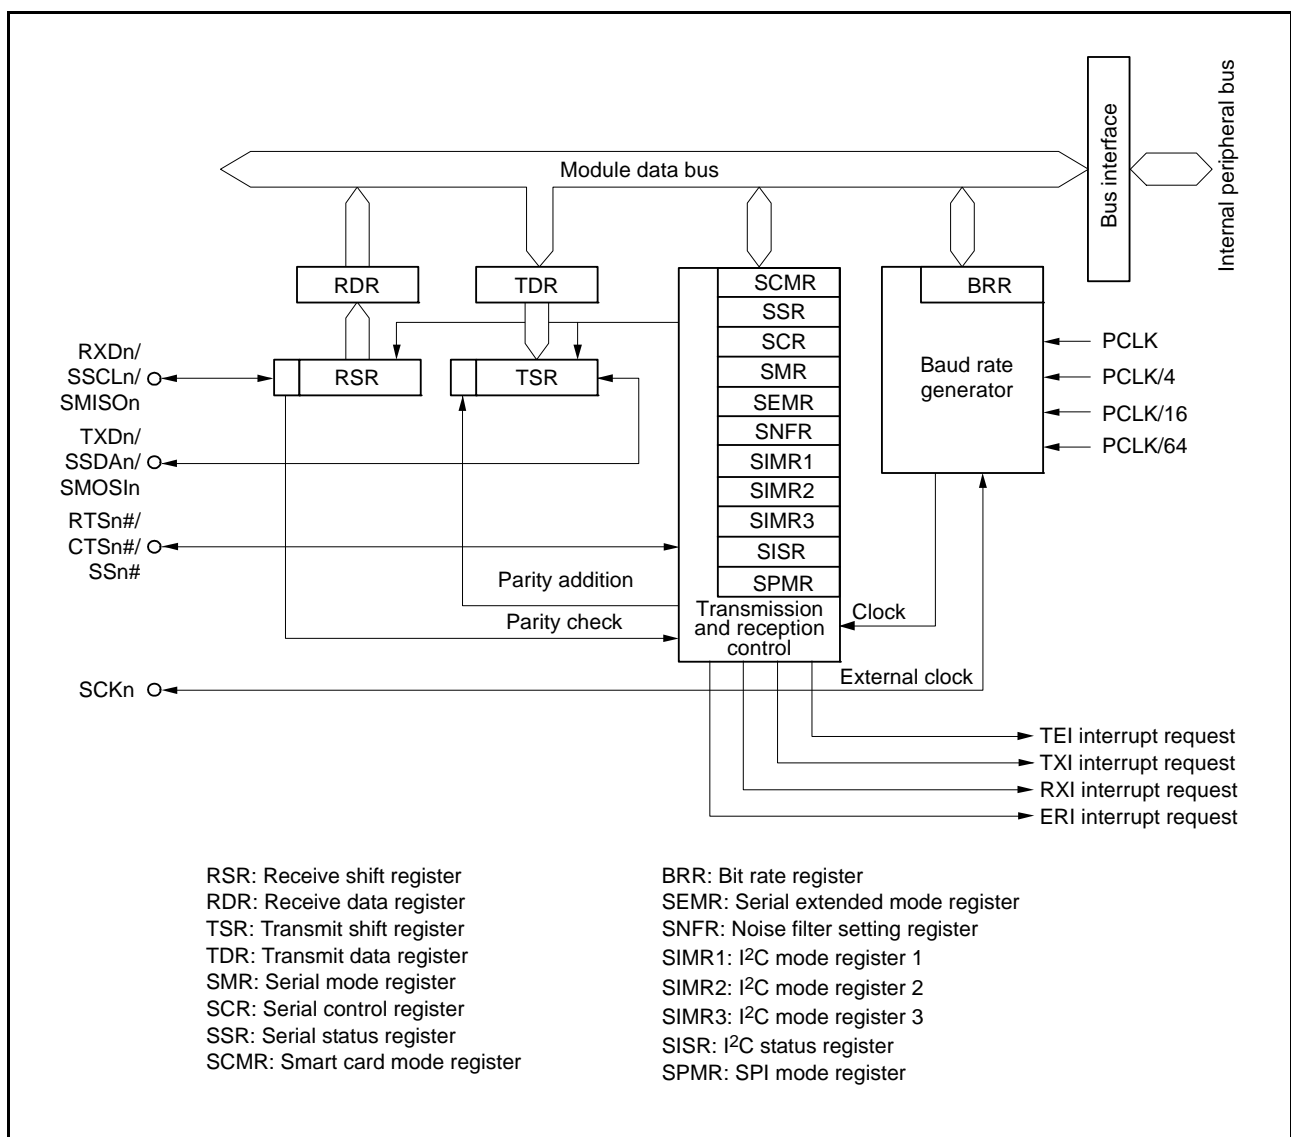 Module data bus
Bus interface
Internal peripheral bus
RDR
TDR
RSR
TSR
SCMR
SSR
SCR
SMR
SEMR
SNFR
SIMR1
SIMR2
SIMR3
SISR
SPMR
Transmission
and reception
control
BRR
Baud rate
generator
PCLK
PCLK/4
PCLK/16
PCLK/64
RXDn/
SSCLn/
SMISOn
TXDn/
SSDAn/
SMOSIn
RTSn#/
CTSn#/
SSn#
Parity addition
Parity check
Clock
SCKn
External clock
TEI interrupt request
TXI interrupt request
RXI interrupt request
ERI interrupt request
RSR: Receive shift register
RDR: Receive data register
TSR: Transmit shift register
TDR: Transmit data register
SMR: Serial mode register
SCR: Serial control register
SSR: Serial status register
SCMR: Smart card mode register
BRR: Bit rate register
SEMR: Serial extended mode register
SNFR: Noise filter setting register
SIMR1: I²C mode register 1
SIMR2: I²C mode register 2
SIMR3: I²C mode register 3
SISR: I²C status register
SPMR: SPI mode register